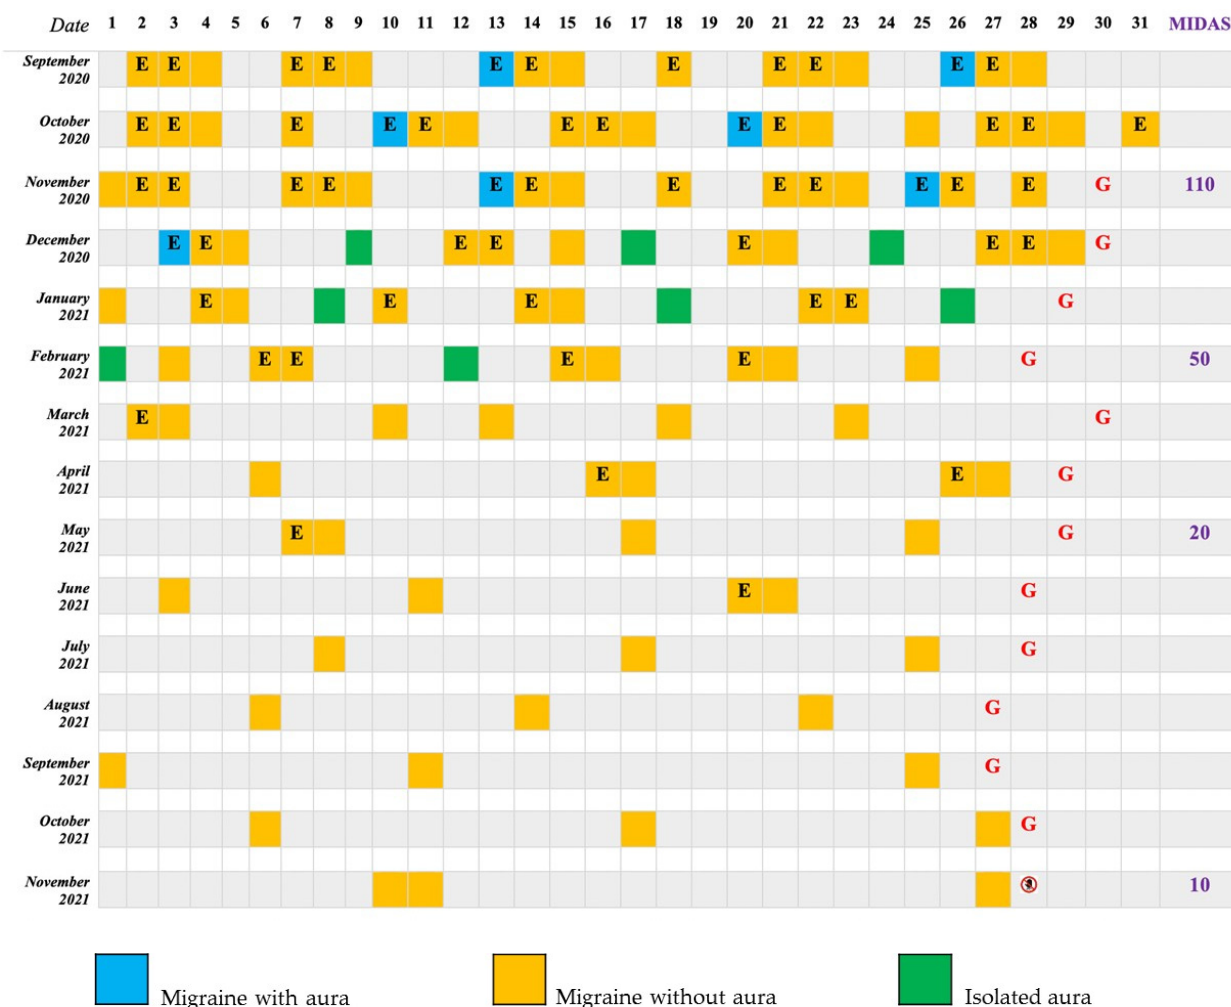 Date 1 2 3 4 5 6 7 8 9 10 11 12 13 14 15 16 17 18 19 20 21 22 23 24 25 26 27 28 29 30 31 MIDAS
September
2020 E E E E E E E E E E E
October
2020 E E E E E E E E E E E E
November
2020 E E E E E E E E E E E E G 110
December
2020 E E E E E E E G
January
2021 E E E E E G
February
2021 E E E E G 50
March
2021 E G
April
2021 E E G
May
2021 E G 20
June
2021 E G
July
2021 G
August
2021 G
September
2021 G
October
2021 G
November
2021 10
Migraine with aura Migraine without aura Isolated aura